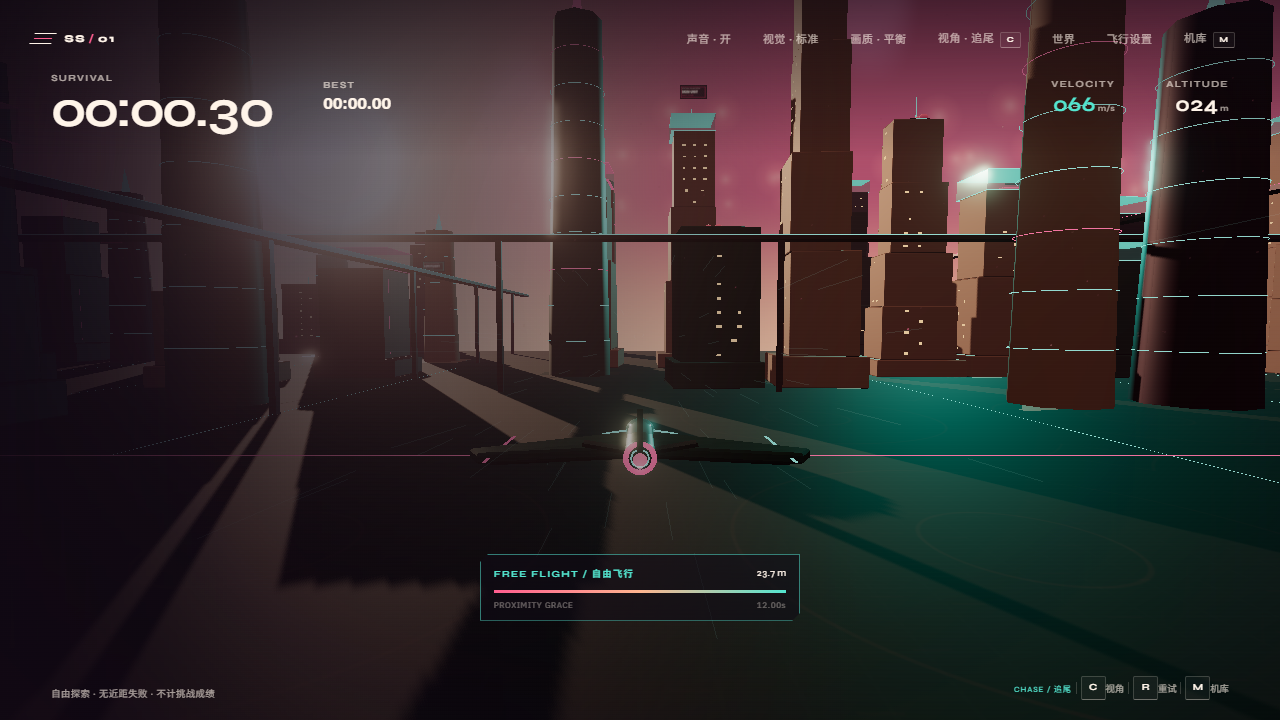 SS / 01
声音 · 开
视觉 · 标准
画质 · 平衡
视角 · 追尾 C
世界
飞行设置
机库 M
SURVIVAL
00:00.30
BEST
00:00.00
VELOCITY
066 m/s
ALTITUDE
024 m
FREE FLIGHT / 自由飞行
23.7 m
PROXIMITY GRACE
12.00s
自由探索 · 无近距失败 · 不计挑战成绩
CHASE / 追尾
C 视角
R 重试
M 机库